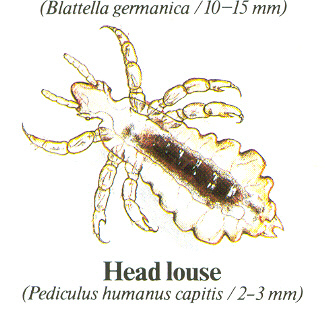 (Blattella germanica / 10–15 mm)
Head louse
(Pediculus humanus capitis / 2–3 mm)